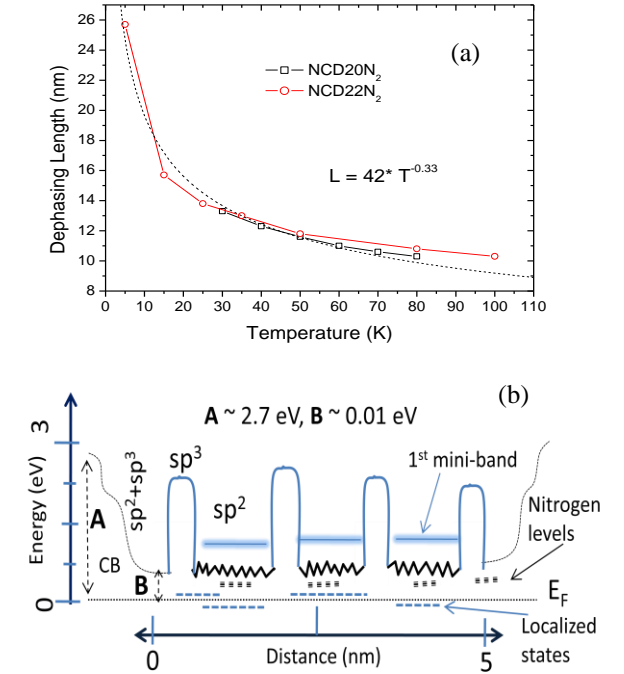 (a)
NCD20N2
NCD22N2
L = 42* T-0.33
Dephasing Length (nm)
26
24
22
20
18
16
14
12
10
8
0 10 20 30 40 50 60 70 80 90 100 110
Temperature (K)
(b)
A ~ 2.7 eV, B ~ 0.01 eV
Energy (eV)
3
0
A
sp2+sp3
sp3
sp2
1st mini-band
Nitrogen
levels
CB
B
EF
Localized
states
0
Distance (nm)
5